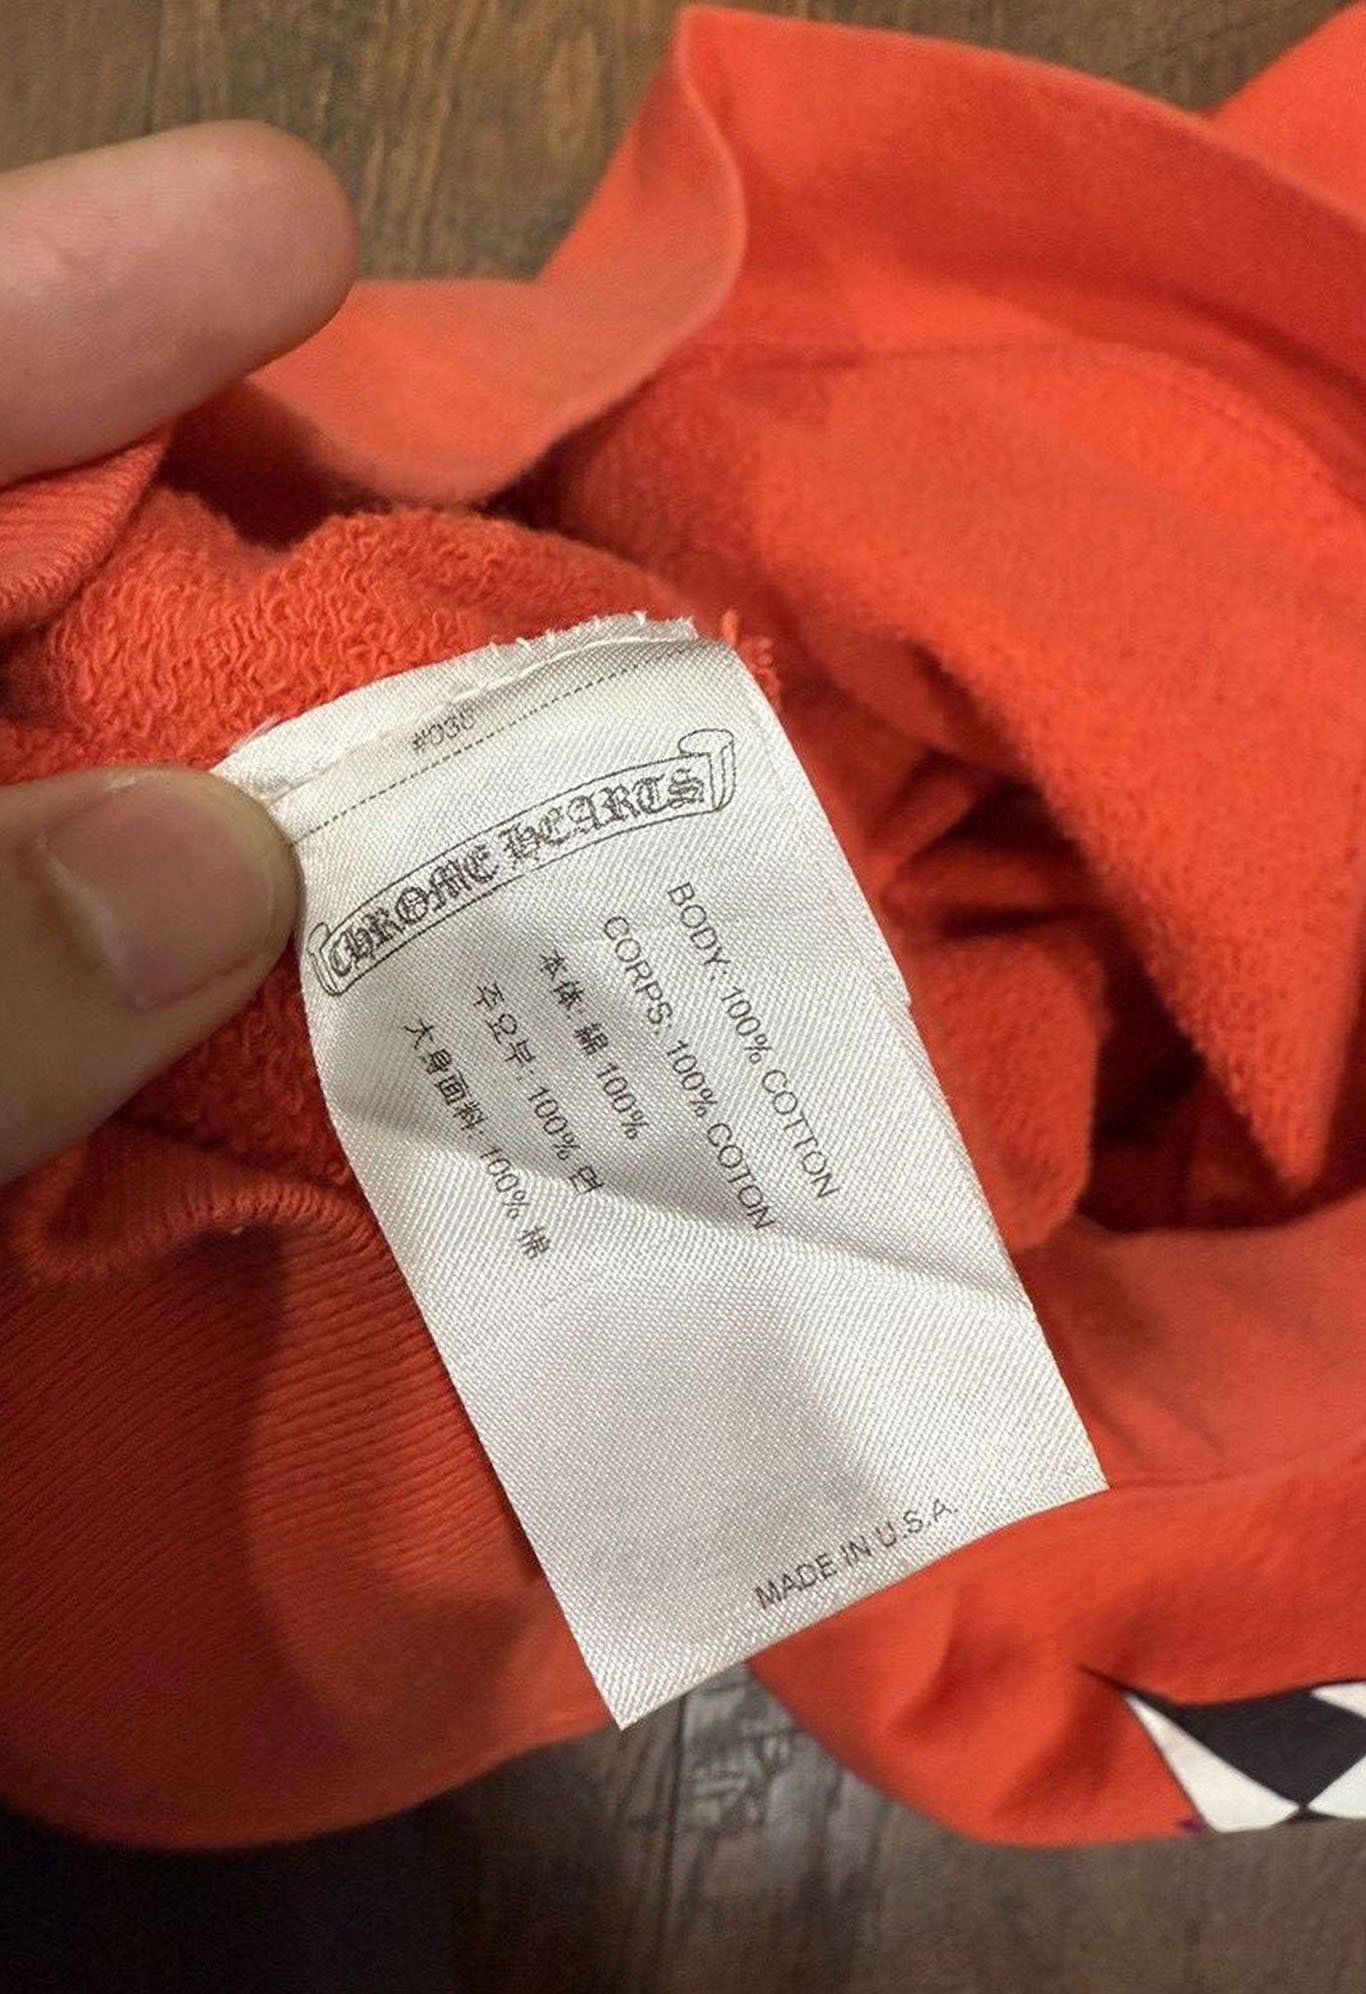 CHROME HEARTS
BODY: 100% COTTON
CORPS: 100% COTON
本体: 綿 100%
주요부: 100% 면
大身面料: 100% 棉
MADE IN U.S.A.